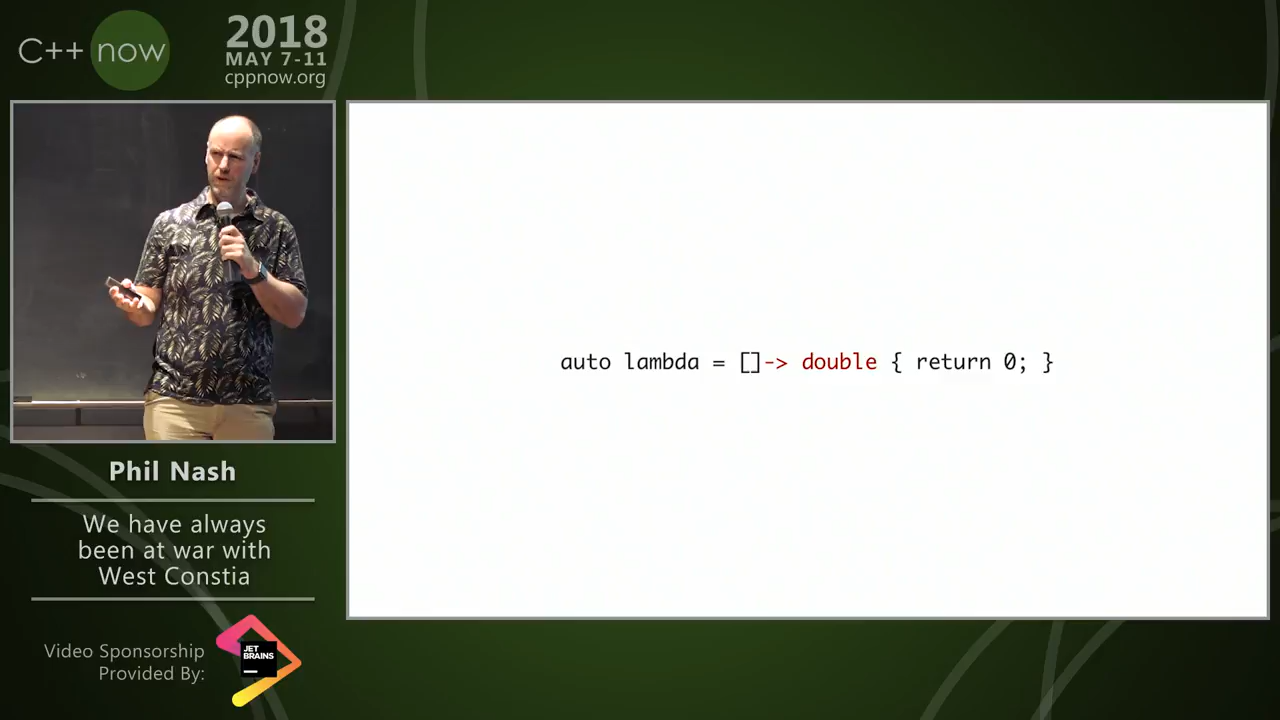 C++ now
2018
MAY 7-11
cppnow.org
auto lambda = []-> double { return 0; }
Phil Nash
We have always
been at war with
West Constia
Video Sponsorship
Provided By:
JET
BRAINS